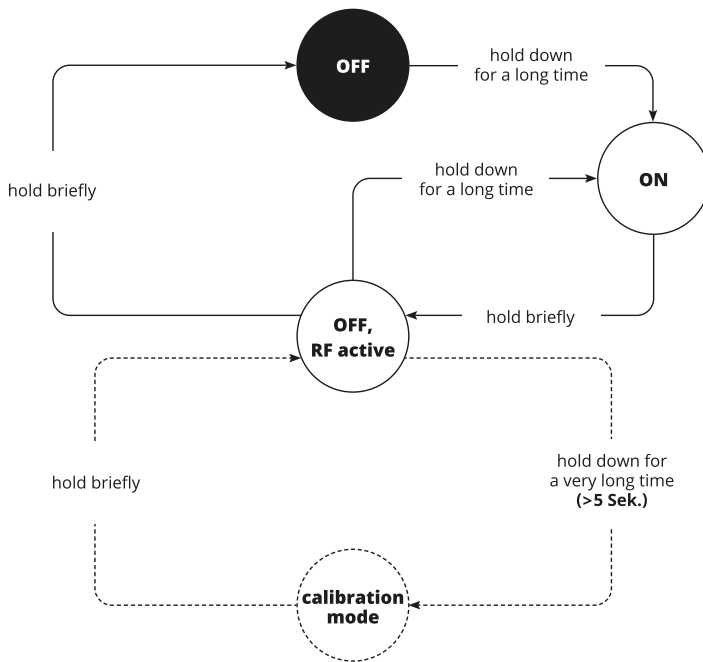 OFF
hold down
for a long time
hold down
for a long time
ON
hold briefly
OFF,
RF active
hold briefly
hold down for
a very long time
(>5 Sek.)
hold briefly
calibration
mode